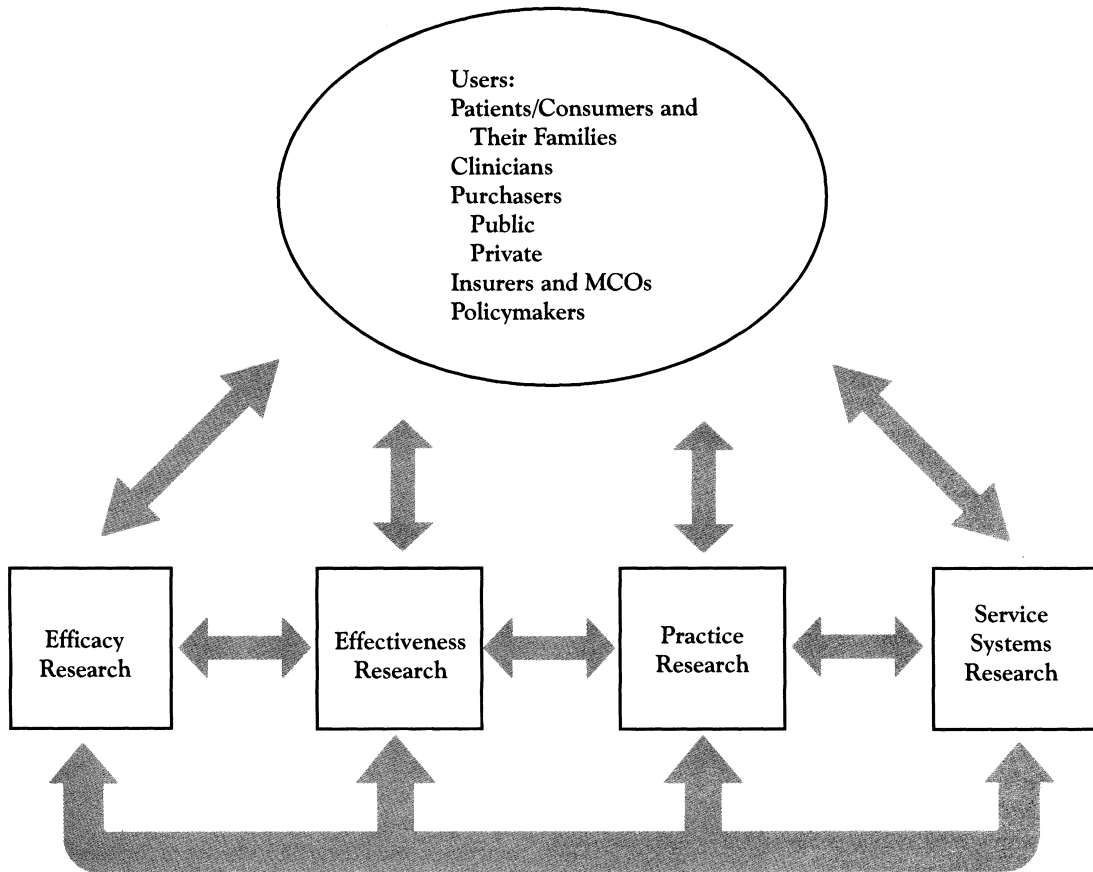 Users:
Patients/Consumers and
Their Families
Clinicians
Purchasers
Public
Private
Insurers and MCOs
Policymakers
Efficacy
Research
Effectiveness
Research
Practice
Research
Service
Systems
Research